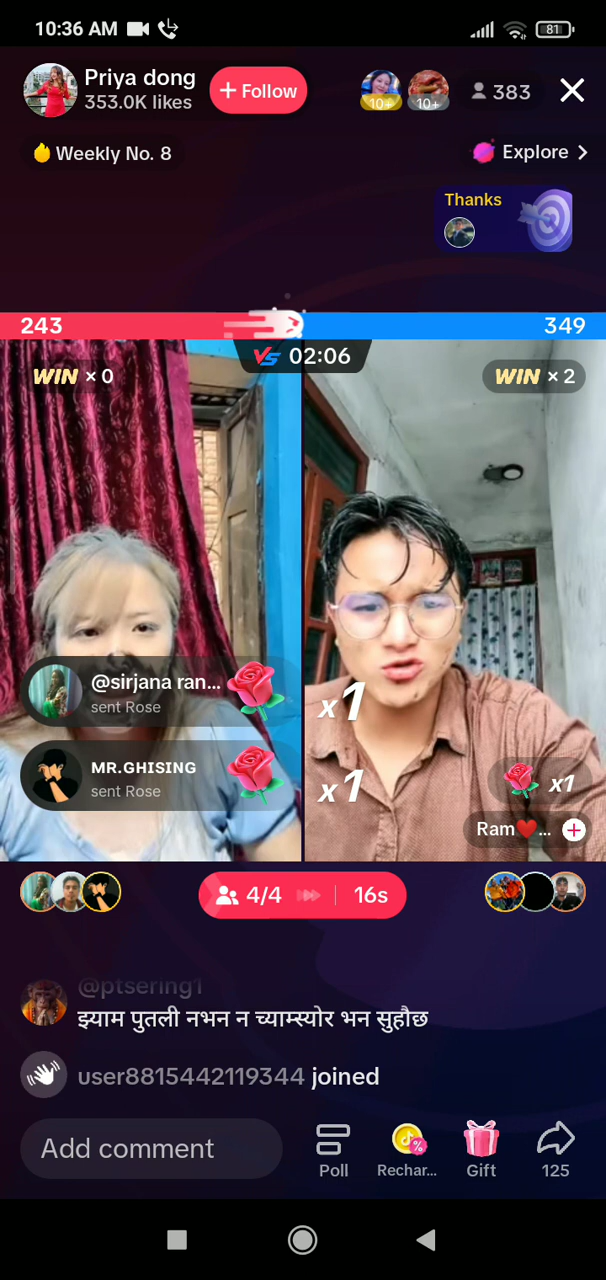 10:36 AM
81
Priya dong
353.0K likes
+ Follow
10+
10+
383
Weekly No. 8
Explore
Thanks
243
349
VS 02:06
WIN × 0
WIN × 2
@sirjana ran...
sent Rose
x1
MR.GHISING
sent Rose
x1
x1
Ram❤️...
4/4
16s
@ptsering1
झ्याम पुतली नभन न च्याम्स्योर भन सुहौछ
user8815442119344 joined
Add comment
Poll
Rechar...
Gift
125